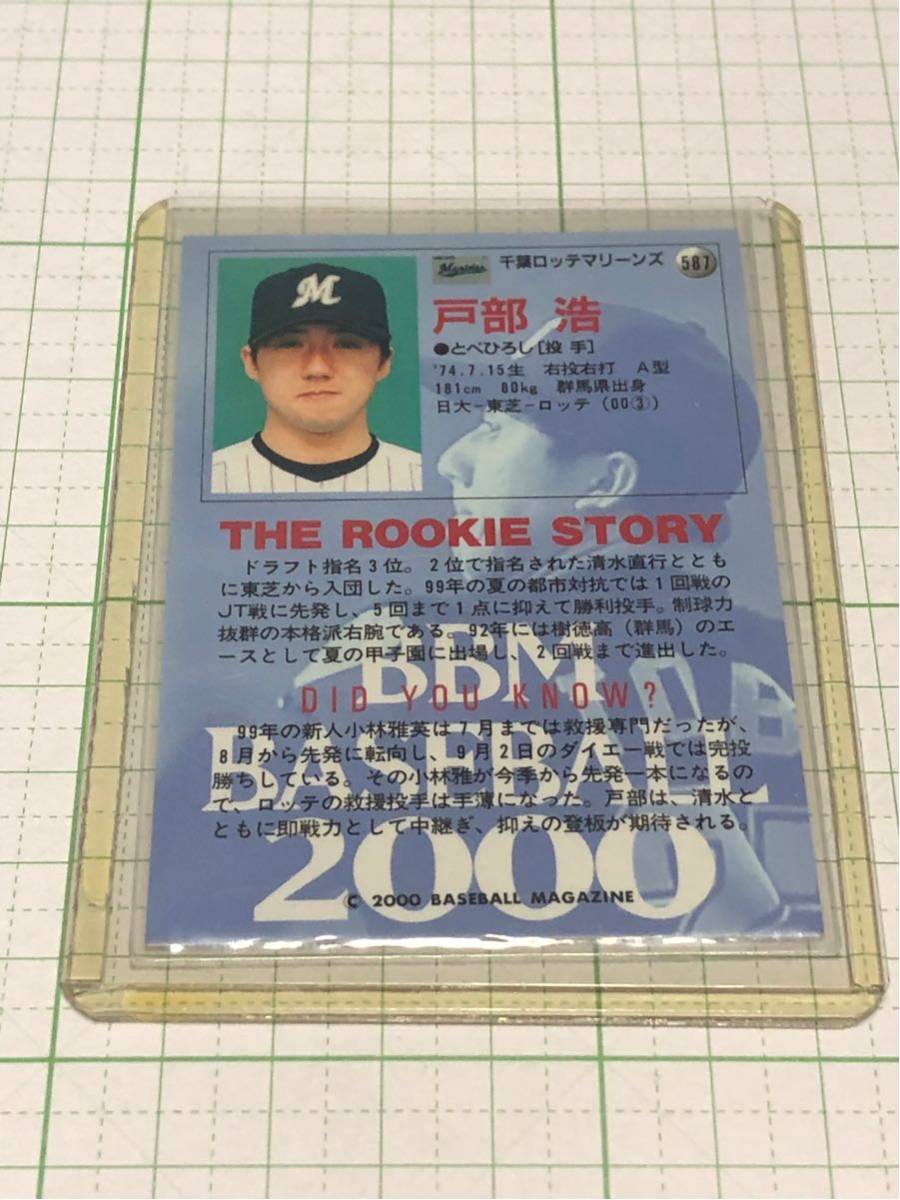 Marines 千葉ロッテマリーンズ 587
M
戸部 浩
●とべひろし[投手]
'74.7.15生 右投右打 A型
181cm 80kg 群馬県出身
日大-東芝-ロッテ(00③)
THE ROOKIE STORY
ドラフト指名3位。2位で指名された清水直行ととも
に東芝から入団した。99年の夏の都市対抗では1回戦の
JT戦に先発し、5回まで1点に抑えて勝利投手。制球力
抜群の本格派右腕である。92年には樹徳高(群馬)のエ
ースとして夏の甲子園に出場し、2回戦まで進出した。
DID YOU KNOW?
99年の新人小林雅英は7月までは救援専門だったが、
8月から先発に転向し、9月2日のダイエー戦では完投
勝ちしている。その小林雅が今季から先発一本になるの
で、ロッテの救援投手は手薄になった。戸部は、清水と
ともに即戦力として中継ぎ、抑えの登板が期待される。
BBM
BASEBALL
2000
© 2000 BASEBALL MAGAZINE